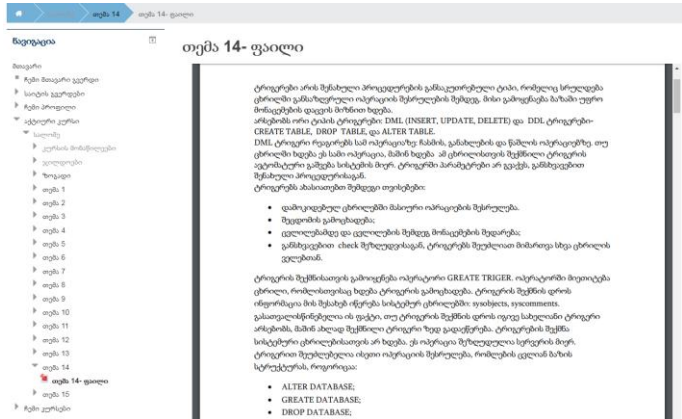 თემა 14
თემა 14- ფაილი
ნავიგაცია
მთავარი
ჩემი მთავარი გვერდი
საიტის გვერდები
ჩემი პროფილი
აქტიური კურსი
სალომე
კურსის მონაწილეები
ჯილდოები
ზოგადი
თემა 1
თემა 2
თემა 3
თემა 4
თემა 5
თემა 6
თემა 7
თემა 8
თემა 9
თემა 10
თემა 11
თემა 12
თემა 13
თემა 14
თემა 14- ფაილი
თემა 15
ჩემი კურსები
თემა 14- ფაილი
ტრიგერები არის შენახული პროცედურების განსაკუთრებული ტიპი, რომელიც სრულდება
ცხრილში განსაზღვრული ოპერაციის შესრულების შემდეგ. მისი გამოყენება ბაზაში უფრო
მონაცემების დაცვის მიზნით ხდება.
არსებობს ორი ტიპის ტრიგერები: DML (INSERT, UPDATE, DELETE) და DDL ტრიგერები-
CREATE TABLE, DROP TABLE, და ALTER TABLE.
DML ტრიგერი რეაგირებს სამ ოპერაციაზე: ჩასმის, განახლების და წაშლის ოპერაციებზე. თუ
ცხრილში ხდება ეს სამი ოპერაცია, მაშინ ხდება ამ ცხრილისთვის შექმნილი ტრიგერის
ავტომატური გაშვება სისტემის მიერ. ტრიგერში პარამეტრები არ გვაქვს, განსხვავებით
შენახული პროცედურისაგან.
ტრიგერებს ახასიათებთ შემდეგი თვისებები:
• დამოკიდებულ ცხრილებში მასიური ოპრაციების შესრულება.
• შეცდომის გამოცხადება;
• ცვლილებამდე და ცვლილების შემდეგ მონაცემების შედარება;
• განსხვავებით check შეზღუდვისაგან, ტრიგერებს შეუძლიათ მიმართვა სხვა ცხრილის
ველებთან.
ტრიგერის შექმნისათვის გამოიყენება ოპერატორი GREATE TRIGER. ოპერატორში მიეთითება
ცხრილი, რომლისთვისაც ხდება ტრიგერის გამოცხადება. ტრიგერის შექმნის დროს
ინფორმაცია მის შესახებ იწერება სისტემურ ცხრილებში: sysobjects, syscomments.
გასათვალისწინებელია ის ფაქტი, თუ ტრიგერის შექმნის დროს იგივე სახელიანი ტრიგერი
არსებობს, მაშინ ახლად შექმნილი ტრიგერი ზედ გადაეწერება. ტრიგერების შექმნა
სისტემური ცხრილებისათვის არ ხდება. ეს ოპერაცია შეზღუდულია სერვერის მიერ.
ტრიგერით შეუძლებელია ისეთი ოპერაციის შესრულება, რომლების ცვლიან ბაზის
სტრუქტურას, როგორიცაა:
• ALTER DATABASE;
• GREATE DATABASE;
• DROP DATABASE;